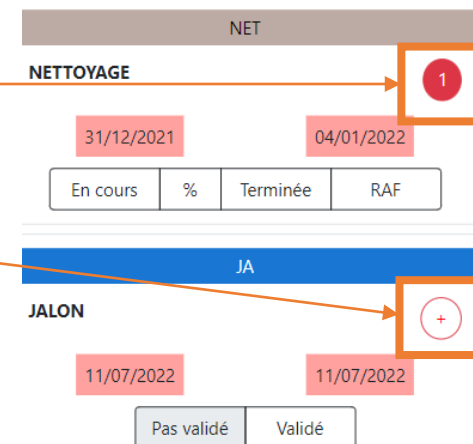 NET
NETTOYAGE 1
31/12/2021 04/01/2022
En cours % Terminée RAF
JA
JALON +
11/07/2022 11/07/2022
Pas validé Validé